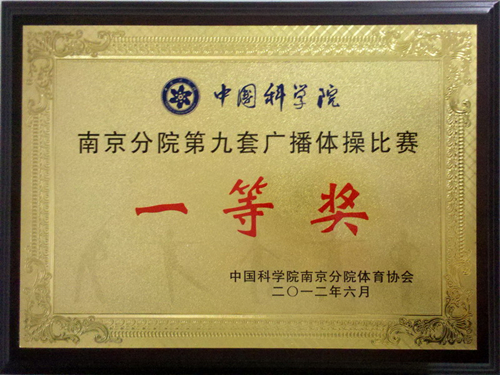 中国科学院
南京分院第九套广播体操比赛
一等奖
中国科学院南京分院体育协会
二〇一二年六月